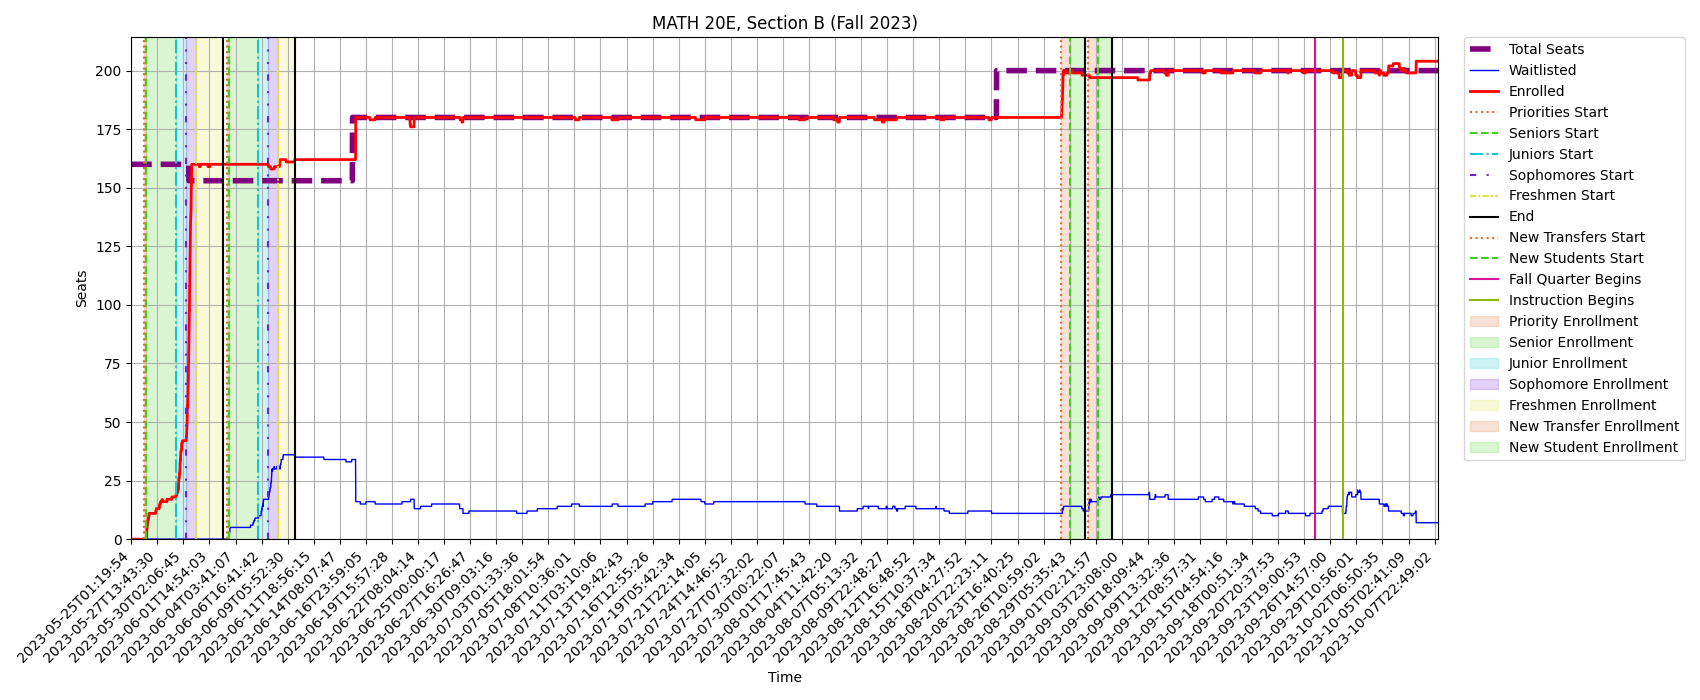 MATH 20E, Section B (Fall 2023)
Seats
200
175
150
125
100
75
50
25
0
2023-05-25T01:19:54
2023-05-27T13:43:30
2023-05-30T02:06:45
2023-06-01T14:54:03
2023-06-04T03:41:07
2023-06-06T16:41:42
2023-06-09T05:52:30
2023-06-11T18:56:15
2023-06-14T08:07:47
2023-06-16T23:59:05
2023-06-19T15:57:28
2023-06-22T08:04:14
2023-06-25T00:00:17
2023-06-27T16:26:47
2023-06-30T09:03:16
2023-07-03T01:33:36
2023-07-05T18:01:54
2023-07-08T10:36:01
2023-07-11T03:10:06
2023-07-13T19:42:43
2023-07-16T12:55:26
2023-07-19T05:42:34
2023-07-21T22:14:05
2023-07-24T14:46:52
2023-07-27T07:32:02
2023-07-30T00:22:07
2023-08-01T17:45:43
2023-08-04T11:42:20
2023-08-07T05:13:32
2023-08-09T22:48:27
2023-08-12T16:48:52
2023-08-15T10:37:34
2023-08-18T04:27:52
2023-08-20T22:23:11
2023-08-23T16:40:25
2023-08-26T10:59:02
2023-08-29T05:35:43
2023-09-01T02:21:57
2023-09-03T23:08:00
2023-09-06T18:09:44
2023-09-09T13:32:36
2023-09-12T08:57:31
2023-09-15T04:54:16
2023-09-18T00:51:34
2023-09-20T20:37:53
2023-09-23T19:00:53
2023-09-26T14:57:00
2023-09-29T10:56:01
2023-10-02T06:50:35
2023-10-05T02:41:09
2023-10-07T22:49:02
Time
Total Seats
Waitlisted
Enrolled
Priorities Start
Seniors Start
Juniors Start
Sophomores Start
Freshmen Start
End
New Transfers Start
New Students Start
Fall Quarter Begins
Instruction Begins
Priority Enrollment
Senior Enrollment
Junior Enrollment
Sophomore Enrollment
Freshmen Enrollment
New Transfer Enrollment
New Student Enrollment